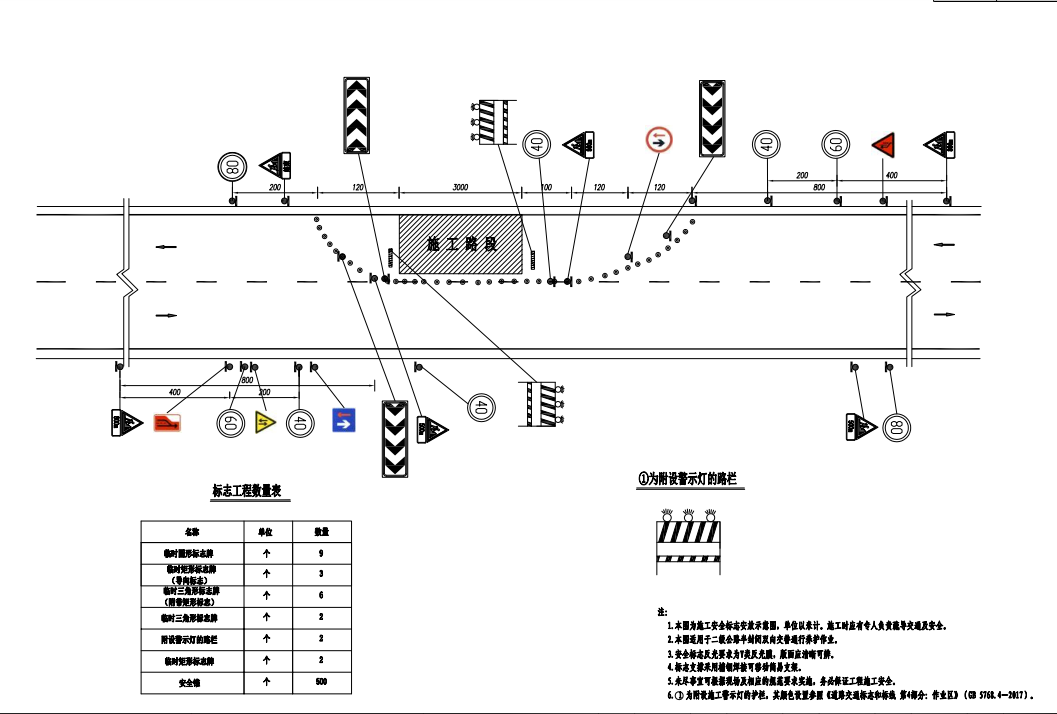 80
200
120
3000
100
120
120
40
40
60
200
400
800
施工路段
800
400
200
60
40
40
80
标志工程数量表
①为附设警示灯的路栏
名称 单位 数量
临时圆形标志牌 个 9
临时矩形标志牌
(导向标志) 个 3
临时三角形标志牌
(附带矩形标志) 个 6
临时三角形标志牌 个 2
附设警示灯的路栏 个 2
临时矩形标志牌 个 2
安全锥 个 500
注:
1.本图为施工安全标志安放示意图,单位以米计。施工时应有专人负责疏导交通及安全。
2.本图适用于二级公路半封闭双向交替通行养护作业。
3.安全标志反光要求为V类反光膜,版面应清晰可辨。
4.标志支撑采用槽钢焊接可移动简易支架。
5.未尽事宜可根据现场及相应的规范要求实施,务必保证工程施工安全。
6.① 为附设施工警示灯的护栏,其颜色设置参照《道路交通标志和标线 第4部分:作业区》(GB 5768.4—2017)。